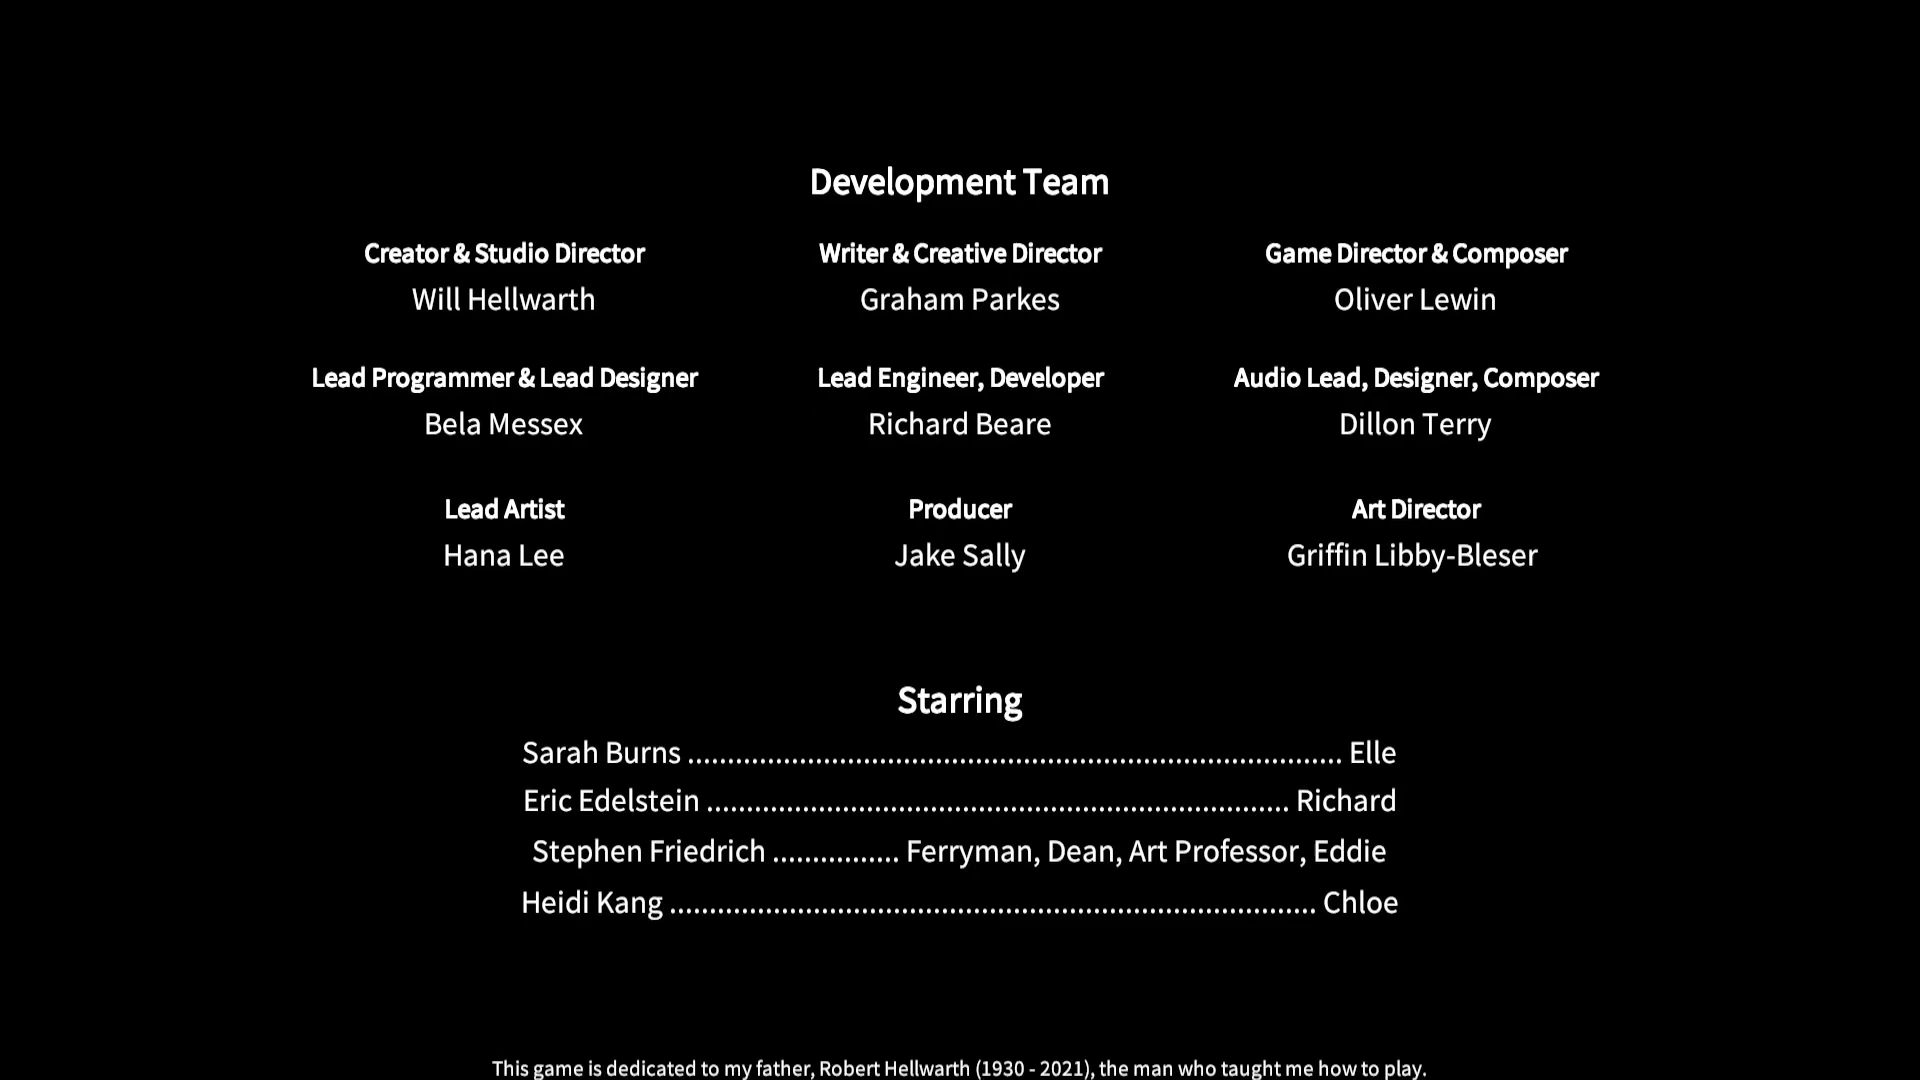 Development Team
Creator & Studio Director
Will Hellwarth
Writer & Creative Director
Graham Parkes
Game Director & Composer
Oliver Lewin
Lead Programmer & Lead Designer
Bela Messex
Lead Engineer, Developer
Richard Beare
Audio Lead, Designer, Composer
Dillon Terry
Lead Artist
Hana Lee
Producer
Jake Sally
Art Director
Griffin Libby-Bleser
Starring
Sarah Burns .................................................................................. Elle
Eric Edelstein ......................................................................... Richard
Stephen Friedrich ................ Ferryman, Dean, Art Professor, Eddie
Heidi Kang ................................................................................. Chloe
This game is dedicated to my father, Robert Hellwarth (1930 - 2021), the man who taught me how to play.